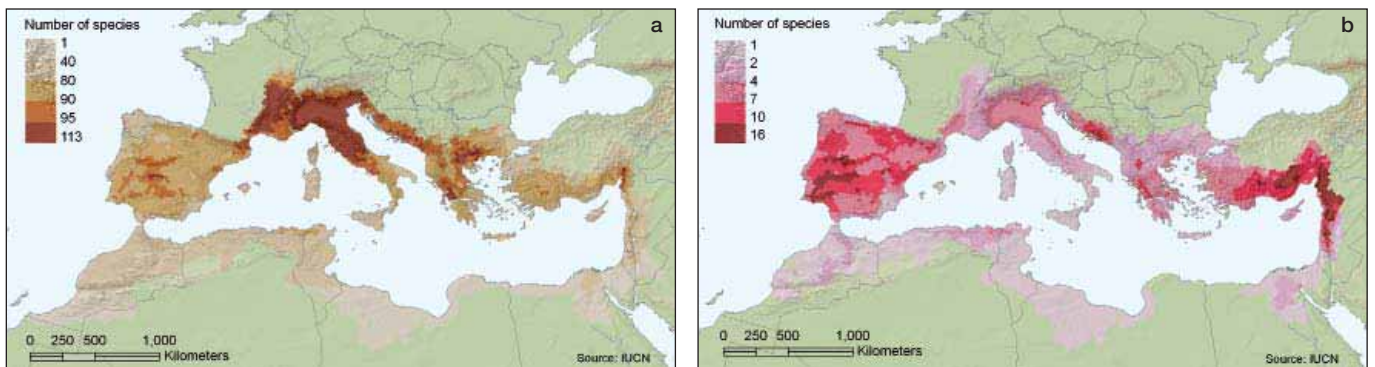 a
Number of species
1
40
80
90
95
113
0 250 500 1,000
Kilometers
Source: IUCN
b
Number of species
1
2
4
7
10
16
0 250 500 1,000
Kilometers
Source: IUCN